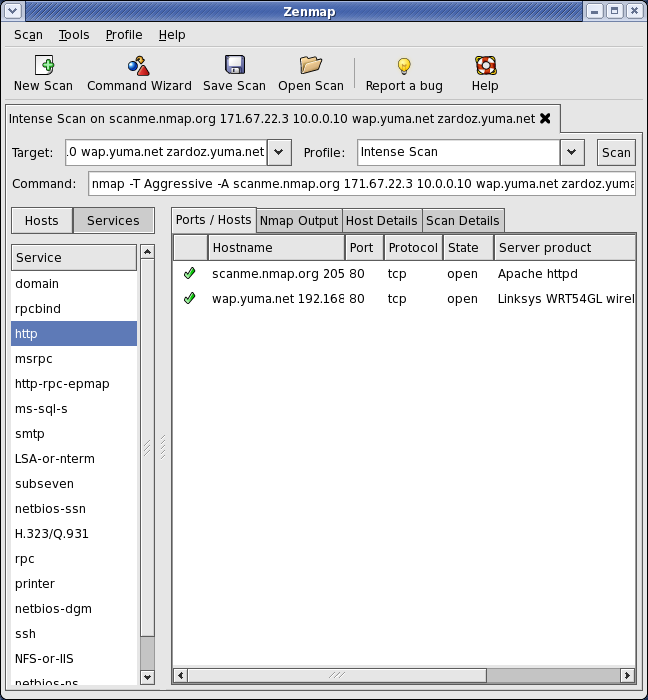 Zenmap
Scan Tools Profile Help
New Scan Command Wizard Save Scan Open Scan Report a bug Help
Intense Scan on scanme.nmap.org 171.67.22.3 10.0.0.10 wap.yuma.net zardoz.yuma.net
Target: .0 wap.yuma.net zardoz.yuma.net Profile: Intense Scan Scan
Command: nmap -T Aggressive -A scanme.nmap.org 171.67.22.3 10.0.0.10 wap.yuma.net zardoz.yuma.
Hosts Services
Service
domain
rpcbind
http
msrpc
http-rpc-epmap
ms-sql-s
smtp
LSA-or-nterm
subseven
netbios-ssn
H.323/Q.931
rpc
printer
netbios-dgm
ssh
NFS-or-IIS
netbios-ns
Ports / Hosts Nmap Output Host Details Scan Details
Hostname Port Protocol State Server product
scanme.nmap.org 205 80 tcp open Apache httpd
wap.yuma.net 192.168 80 tcp open Linksys WRT54GL wirel